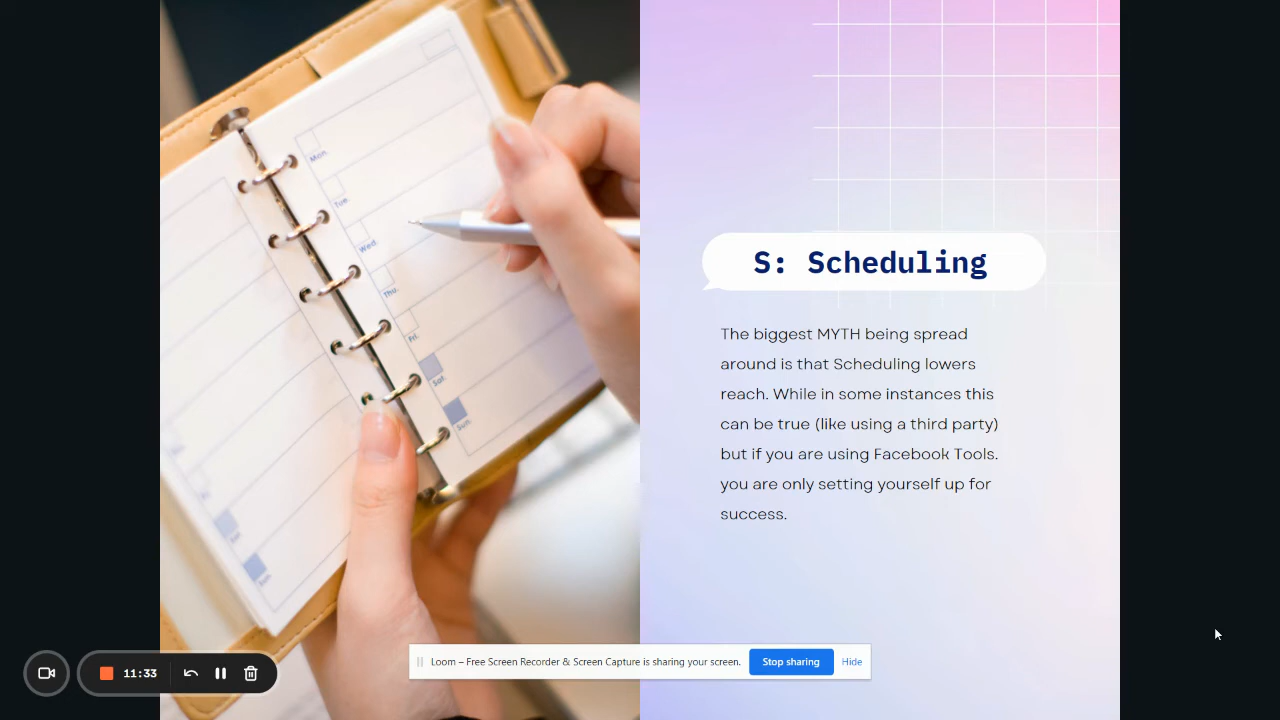 Mon.
Tue.
Wed.
Thu.
Fri.
Sat.
Sun.
S: Scheduling
The biggest MYTH being spread
around is that Scheduling lowers
reach. While in some instances this
can be true (like using a third party)
but if you are using Facebook Tools.
you are only setting yourself up for
success.
Loom – Free Screen Recorder & Screen Capture is sharing your screen.
Stop sharing
Hide
11:33